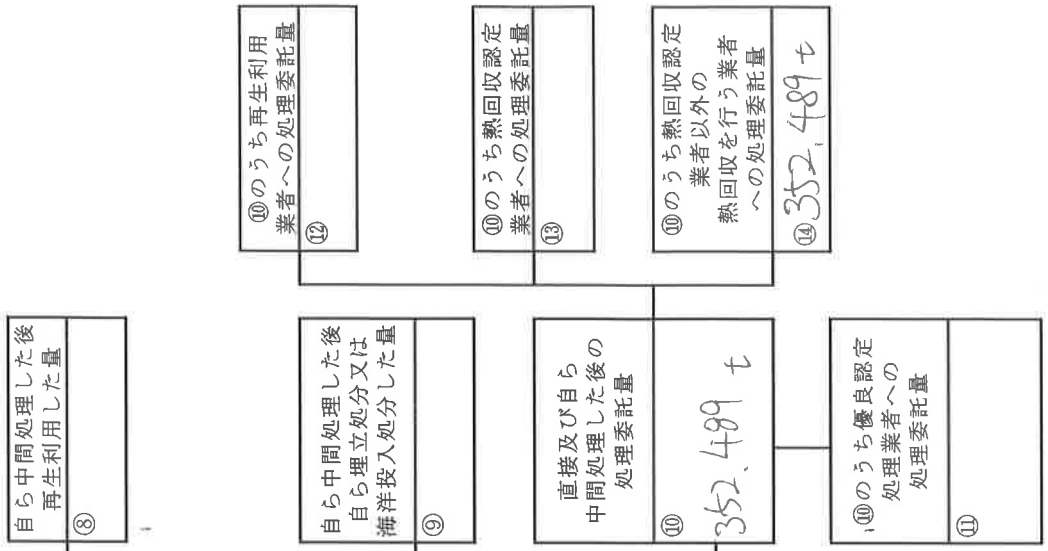 自ら中間処理した後
再生利用した量
⑧
自ら中間処理した後
自ら埋立処分又は
海洋投入処分した量
⑨
直接及び自ら
中間処理した後の
処理委託量
⑩
352.489 t
⑩のうち優良認定
処理業者への
処理委託量
⑪
⑩のうち再生利用
業者への処理委託量
⑫
⑩のうち熱回収認定
業者への処理委託量
⑬
⑩のうち熱回収認定
業者以外の
熱回収を行う業者
への処理委託量
⑭352.489 t